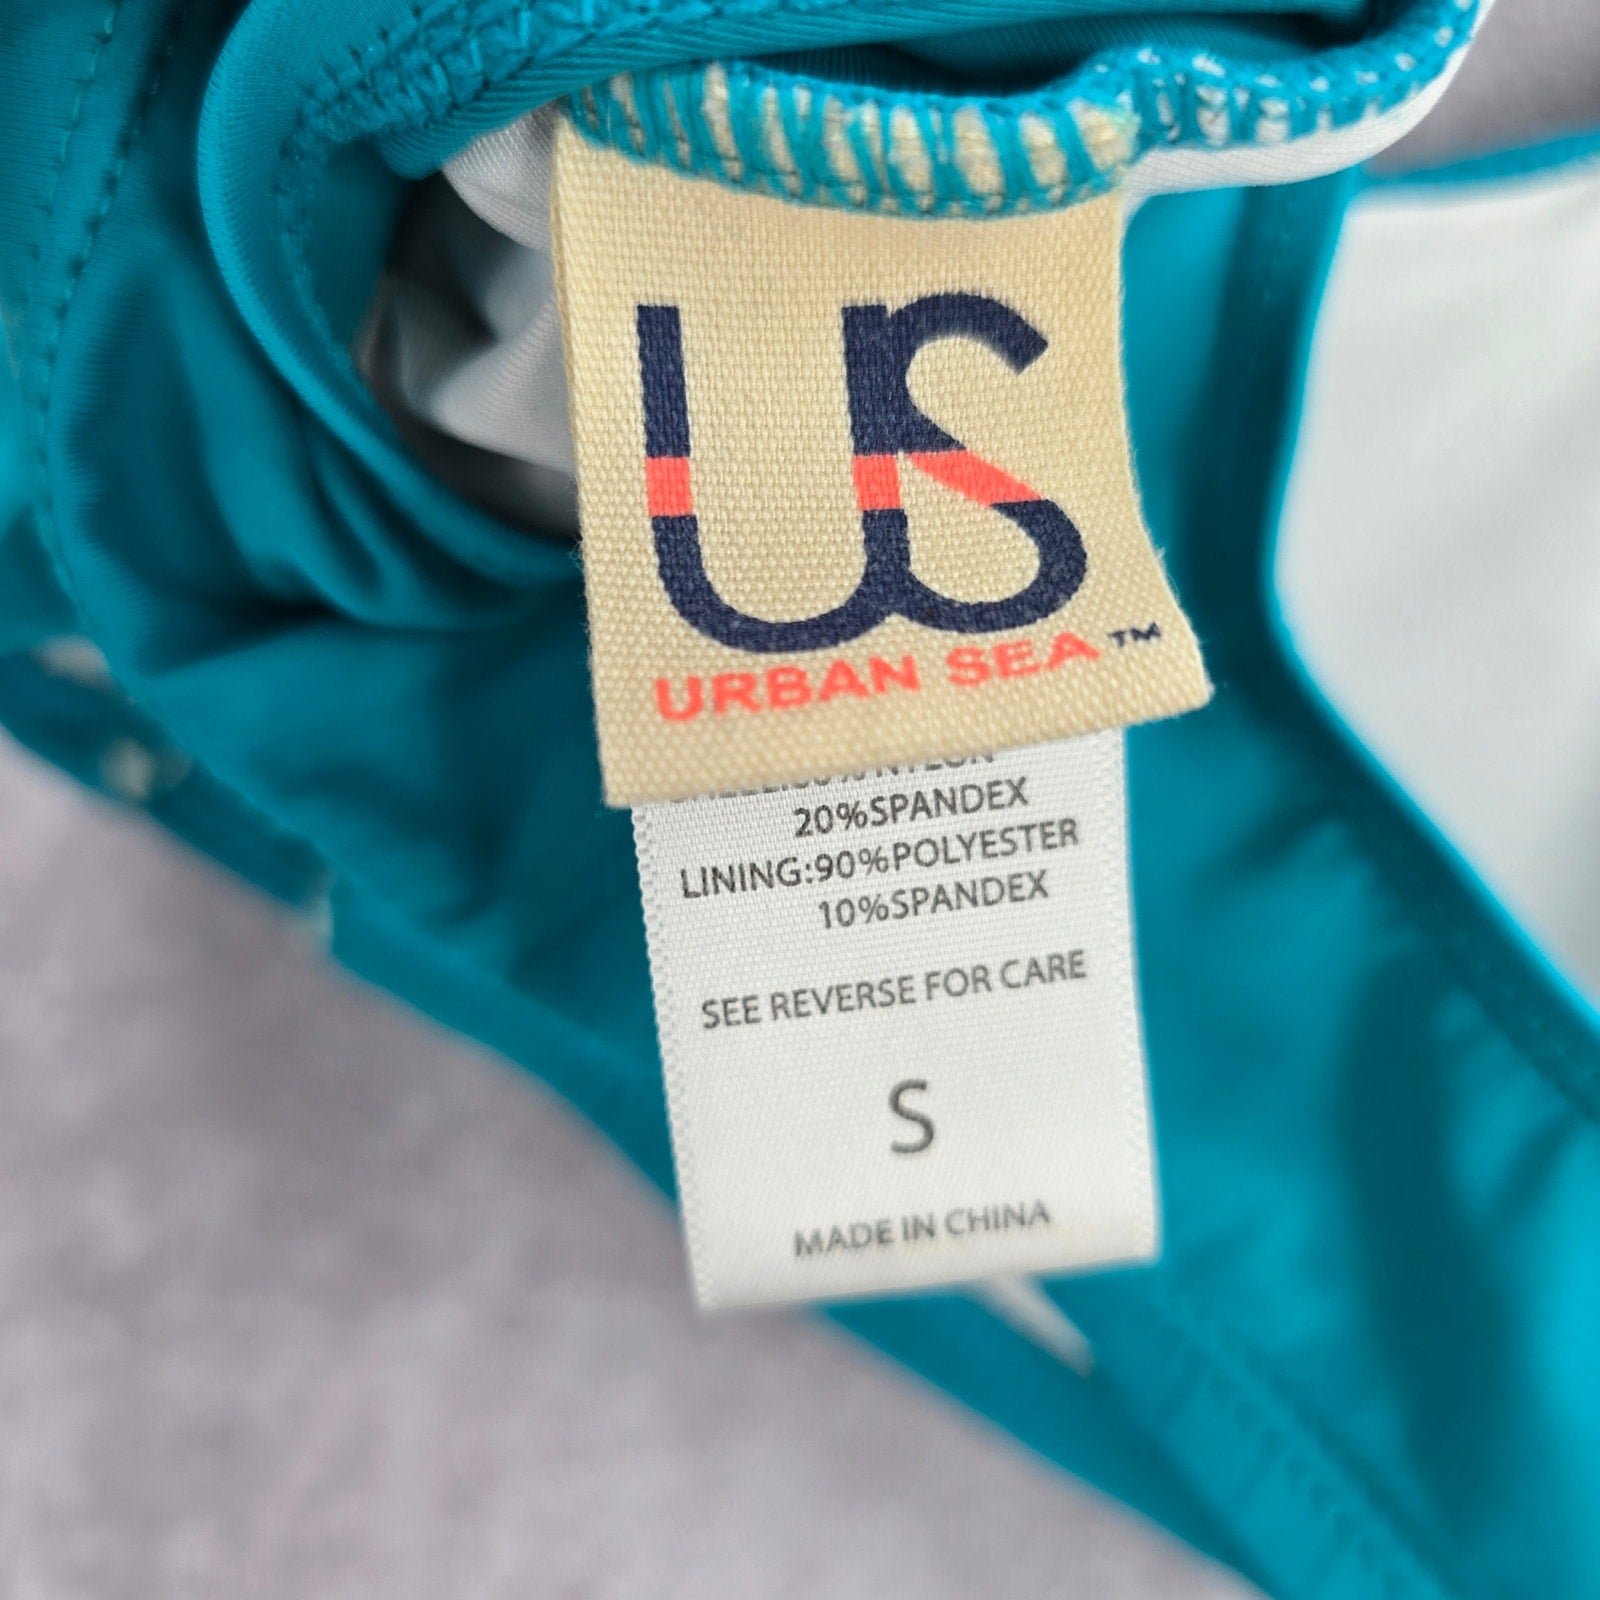 US
URBAN SEA™
20%SPANDEX
LINING:90%POLYESTER
10%SPANDEX
SEE REVERSE FOR CARE
S
MADE IN CHINA